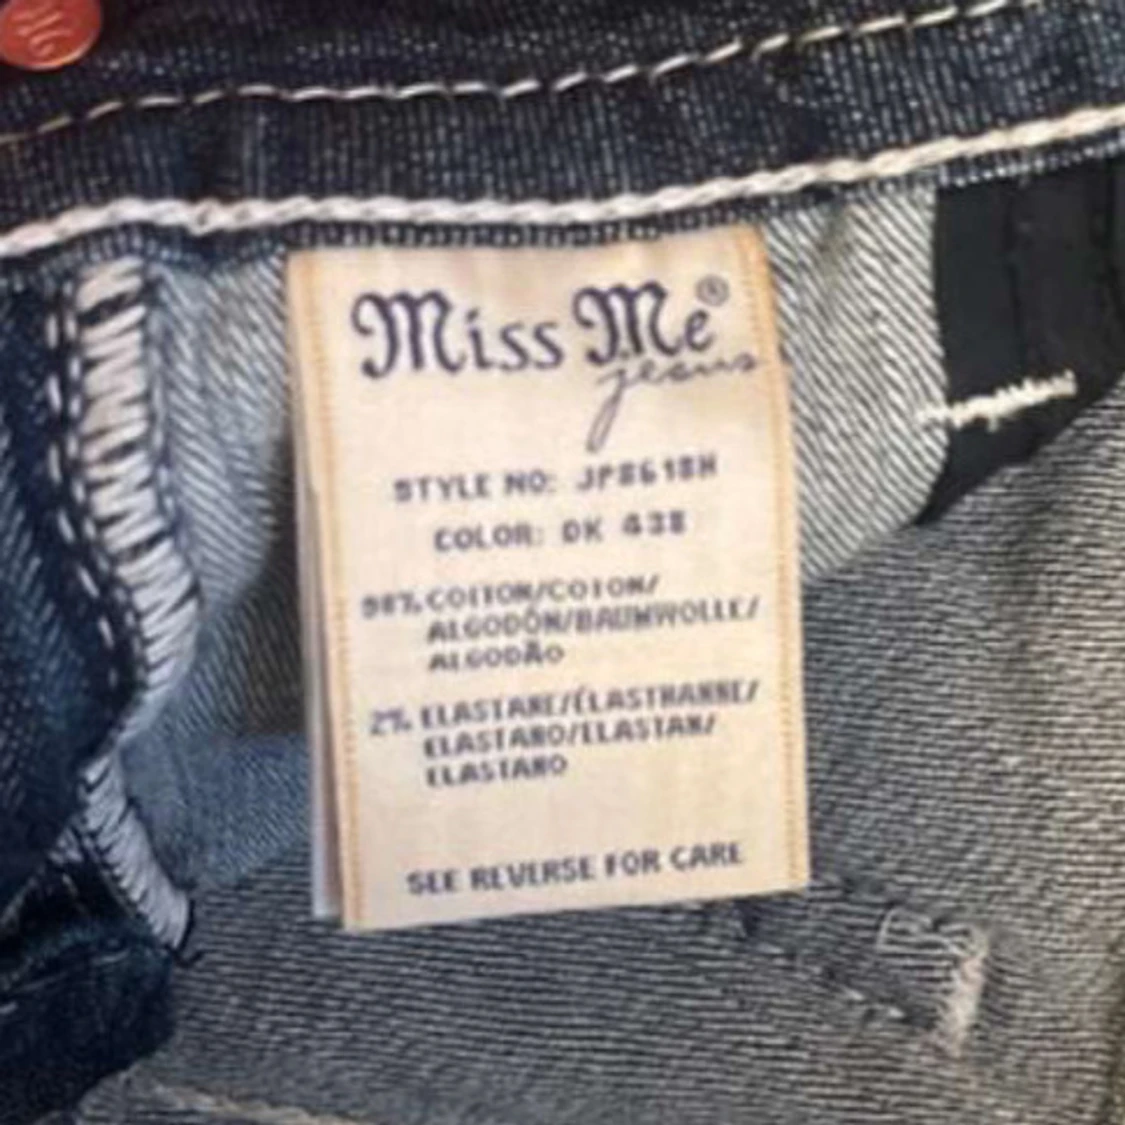 Miss Me®
jeans
STYLE NO: JP8618H
COLOR: DK 438
98% COTTON/COTON/
ALGODÓN/BAUMWOLLE/
ALGODÃO
2% ELASTANE/ÉLASTHANNE/
ELASTANO/ELASTAN/
ELASTANO
SEE REVERSE FOR CARE